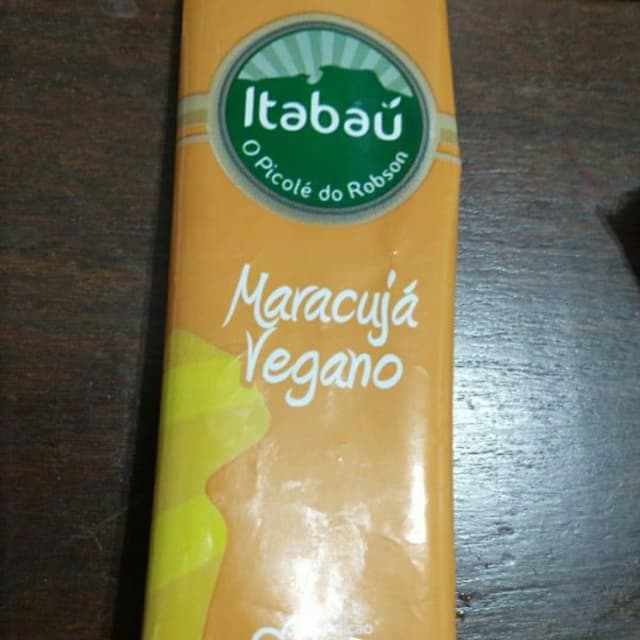 Itabaú
O Picolé do Robson
Maracujá
Vegano